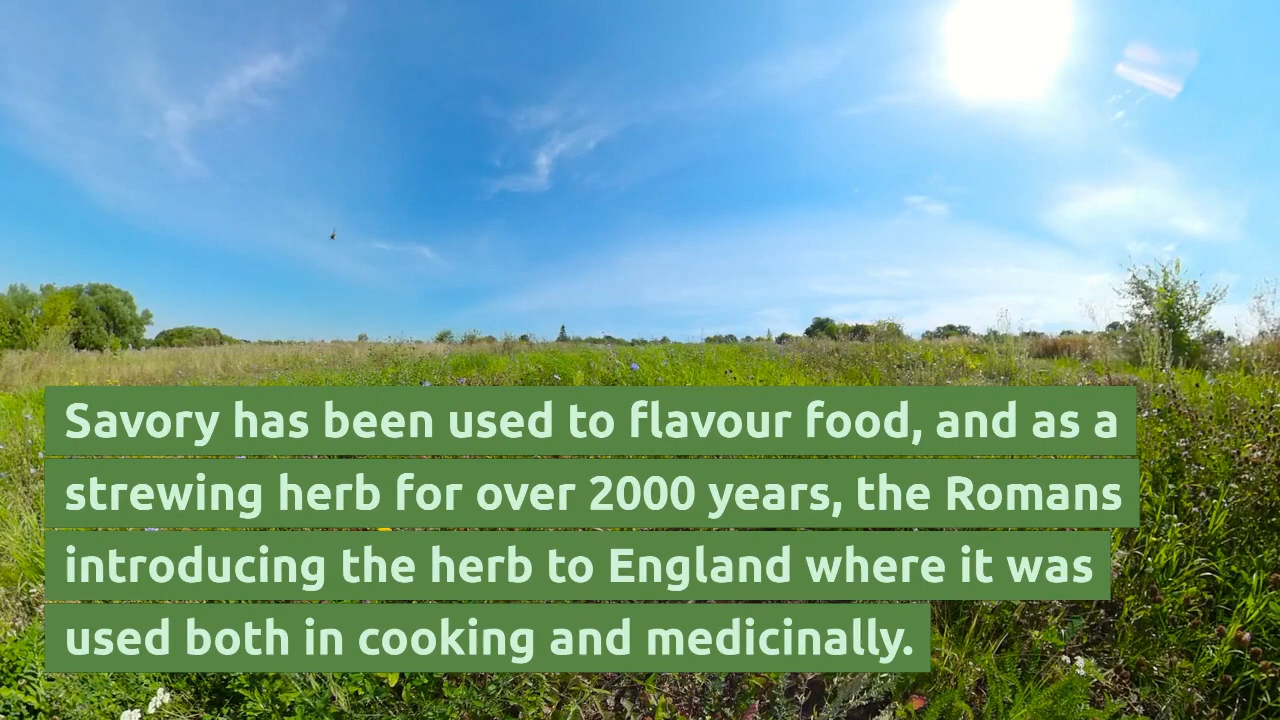 Savory has been used to flavour food, and as a
strewing herb for over 2000 years, the Romans
introducing the herb to England where it was
used both in cooking and medicinally.